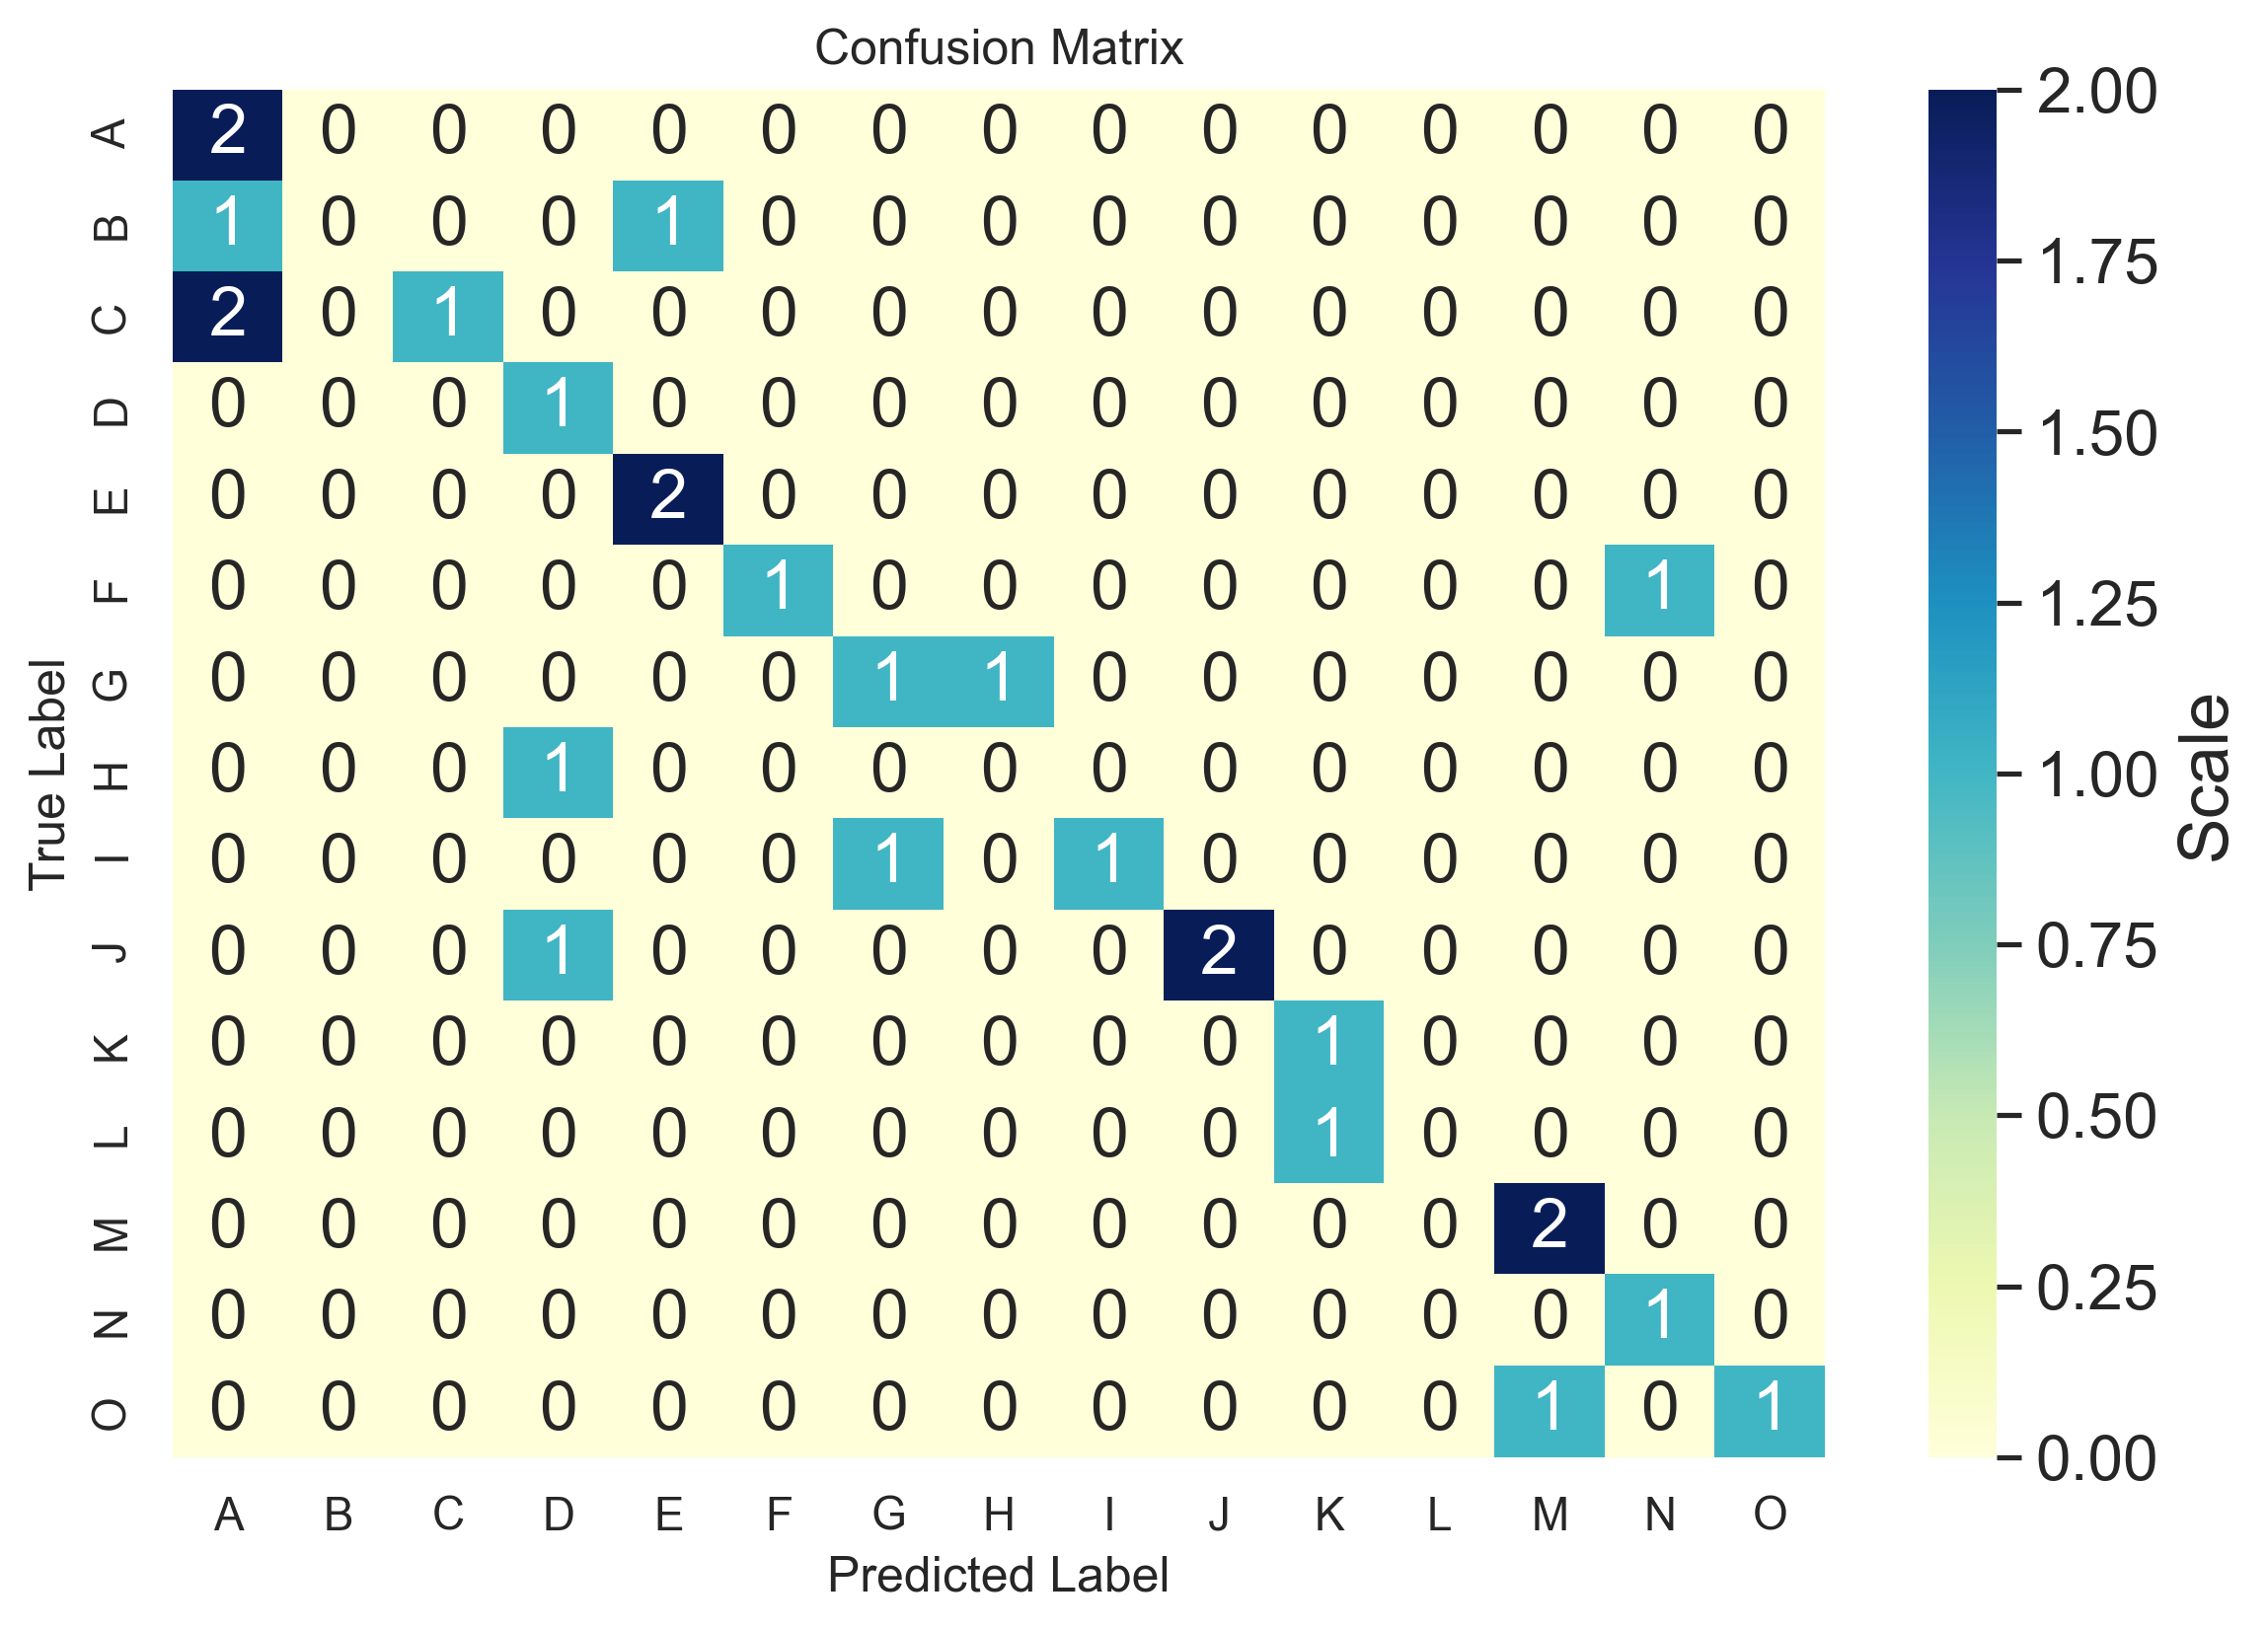 Confusion Matrix
A 2 0 0 0 0 0 0 0 0 0 0 0 0 0 0
B 1 0 0 0 1 0 0 0 0 0 0 0 0 0 0
C 2 0 1 0 0 0 0 0 0 0 0 0 0 0 0
D 0 0 0 1 0 0 0 0 0 0 0 0 0 0 0
E 0 0 0 0 2 0 0 0 0 0 0 0 0 0 0
F 0 0 0 0 0 1 0 0 0 0 0 0 0 1 0
G 0 0 0 0 0 0 1 1 0 0 0 0 0 0 0
H 0 0 0 1 0 0 0 0 0 0 0 0 0 0 0
I 0 0 0 0 0 0 1 0 1 0 0 0 0 0 0
J 0 0 0 1 0 0 0 0 0 2 0 0 0 0 0
K 0 0 0 0 0 0 0 0 0 0 1 0 0 0 0
L 0 0 0 0 0 0 0 0 0 0 1 0 0 0 0
M 0 0 0 0 0 0 0 0 0 0 0 0 2 0 0
N 0 0 0 0 0 0 0 0 0 0 0 0 0 1 0
O 0 0 0 0 0 0 0 0 0 0 0 0 1 0 1
A B C D E F G H I J K L M N O
Predicted Label
True Label
2.00
1.75
1.50
1.25
1.00
0.75
0.50
0.25
0.00
Scale